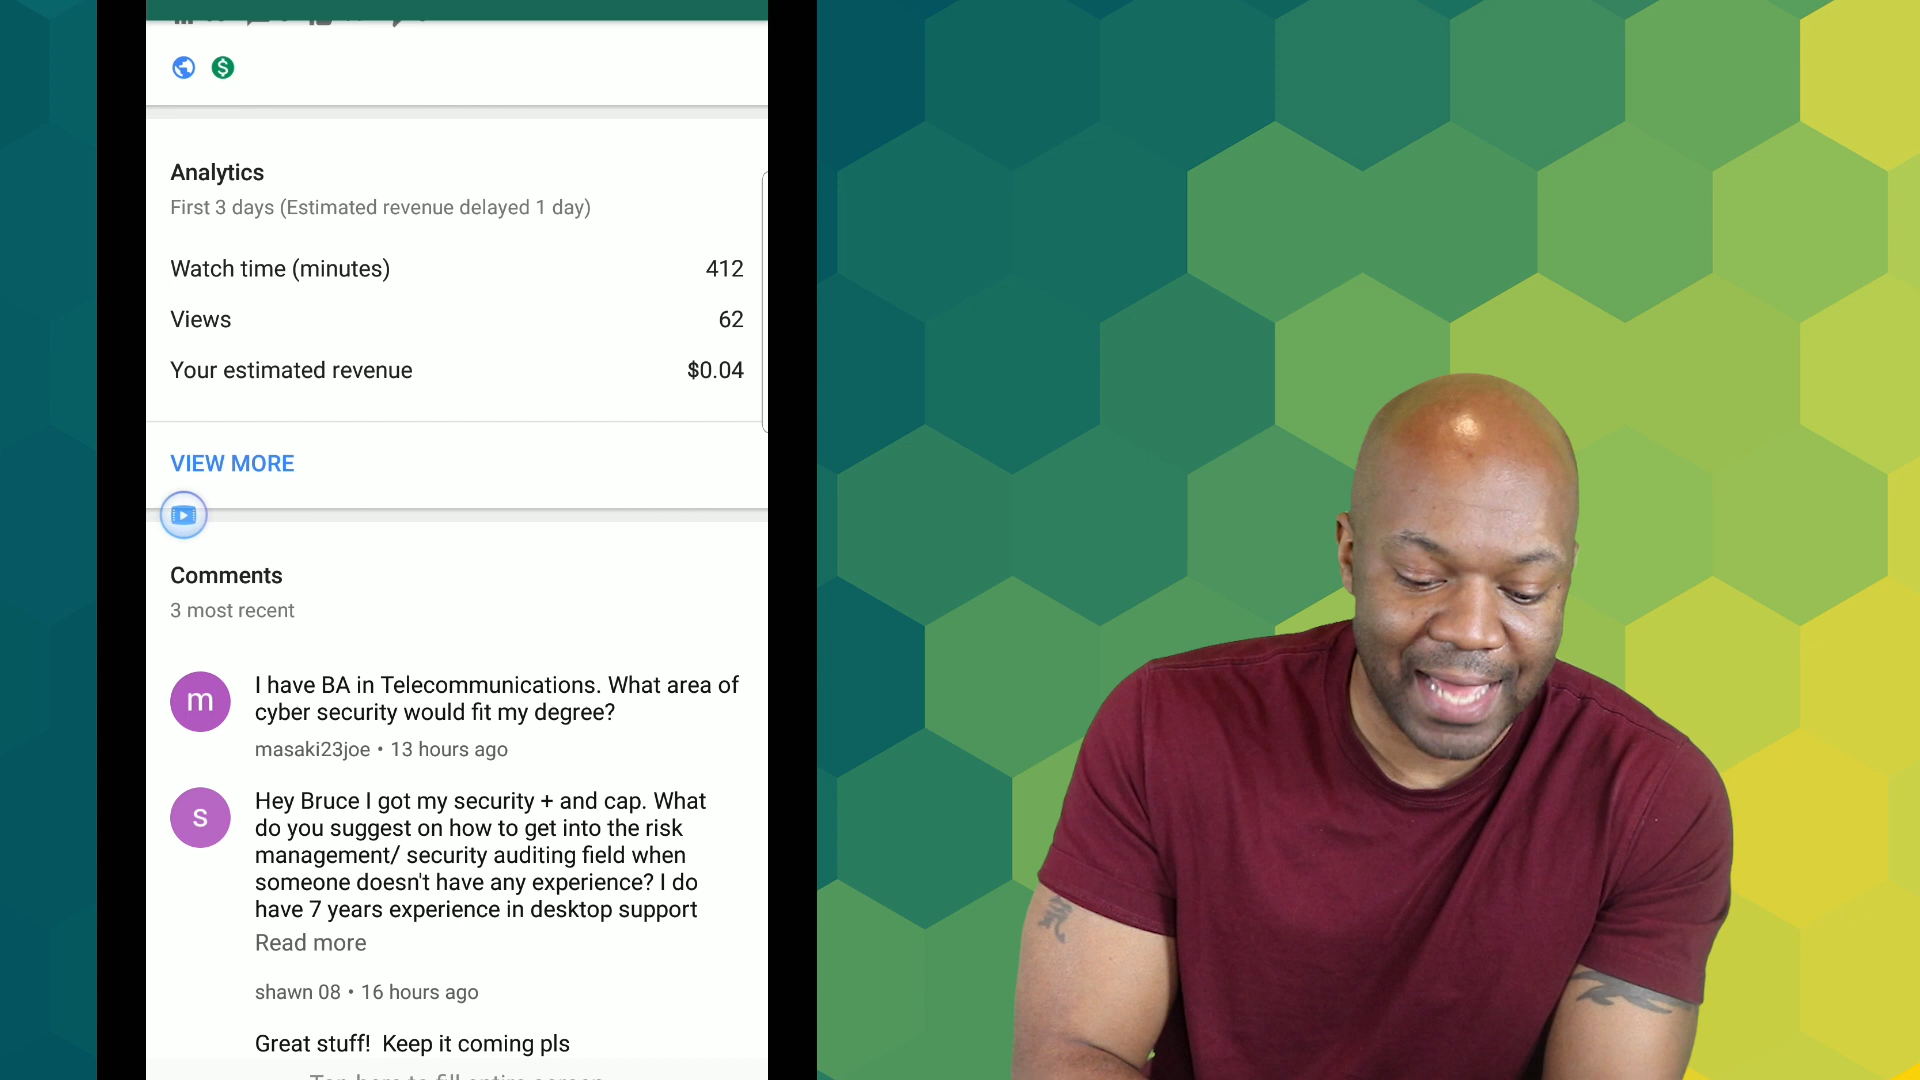 Analytics
First 3 days (Estimated revenue delayed 1 day)
Watch time (minutes) 412
Views 62
Your estimated revenue $0.04
VIEW MORE
Comments
3 most recent
m
I have BA in Telecommunications. What area of
cyber security would fit my degree?
masaki23joe • 13 hours ago
s
Hey Bruce I got my security + and cap. What
do you suggest on how to get into the risk
management/ security auditing field when
someone doesn't have any experience? I do
have 7 years experience in desktop support
Read more
shawn 08 • 16 hours ago
Great stuff!  Keep it coming pls